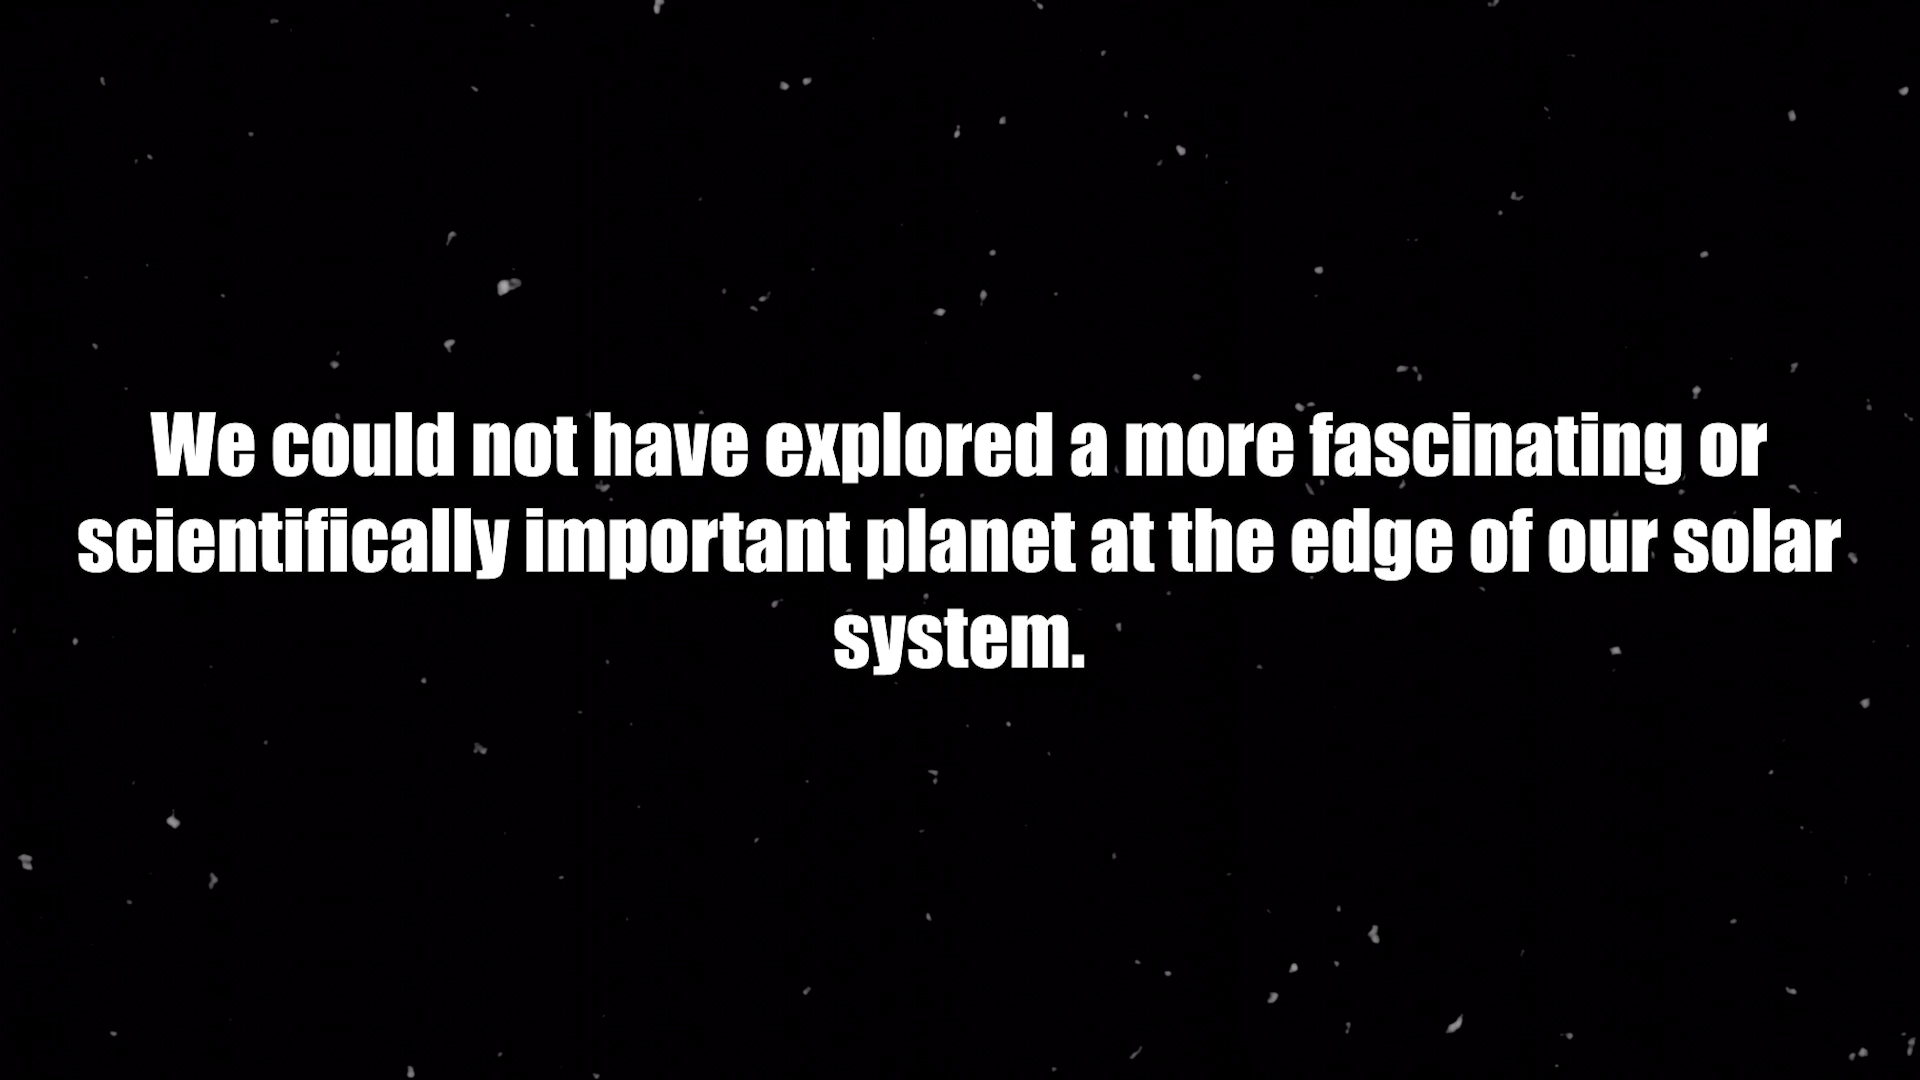 We could not have explored a more fascinating or
scientifically important planet at the edge of our solar
system.